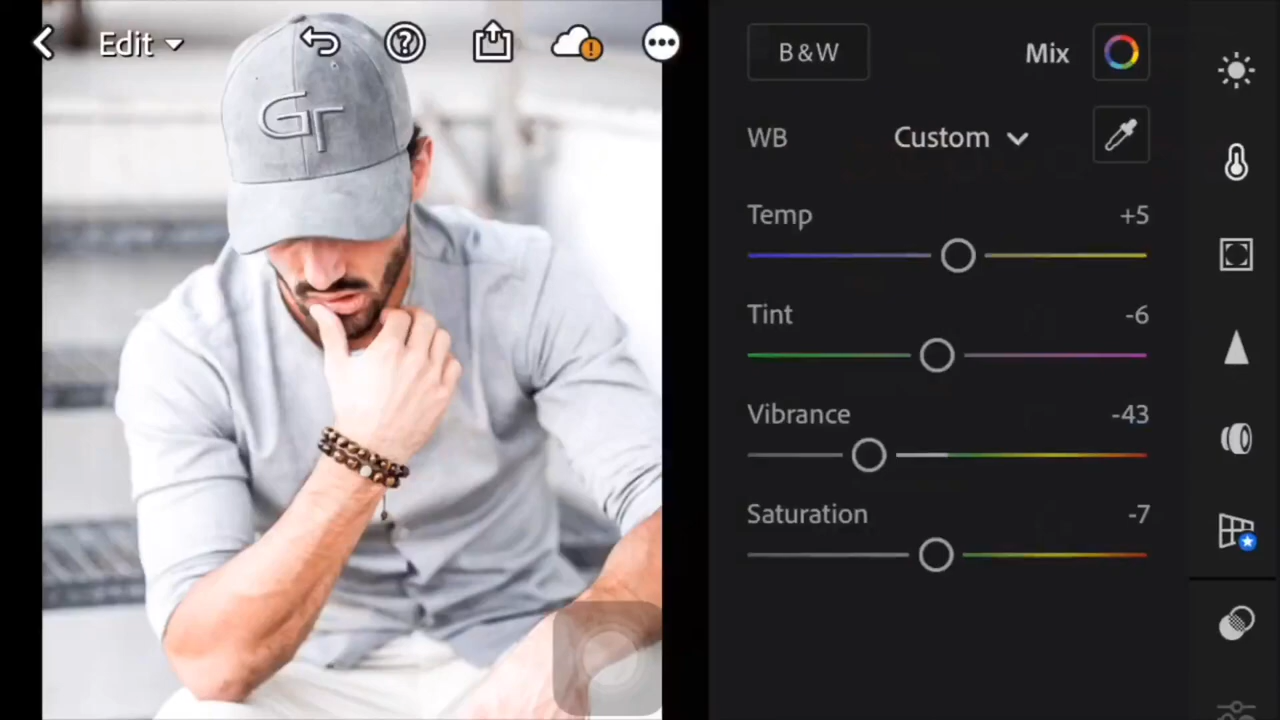 Edit
B&W
Mix
WB
Custom
Temp
+5
Tint
-6
Vibrance
-43
Saturation
-7
GT